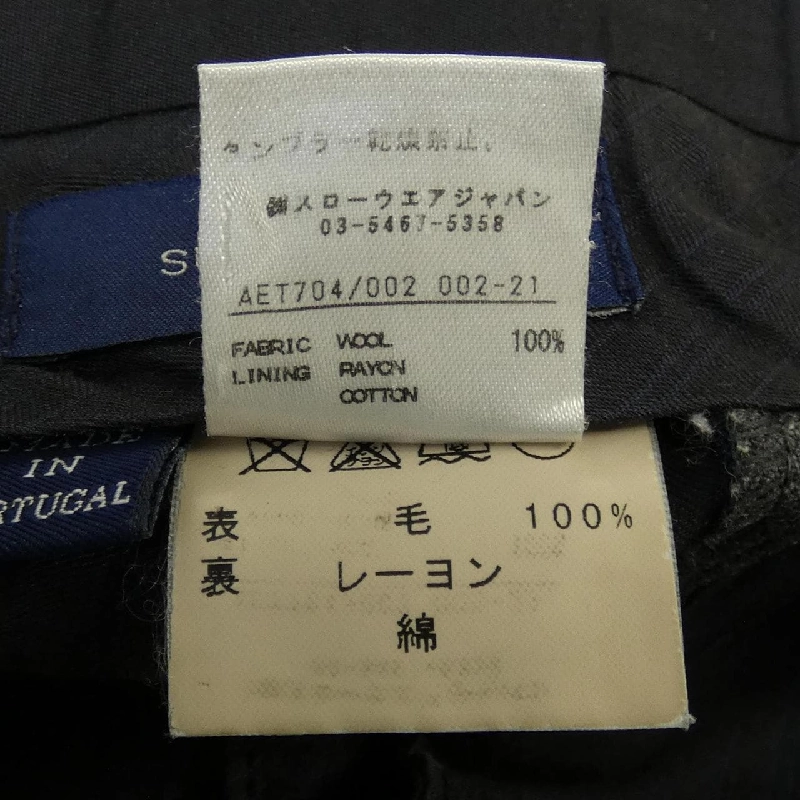 タンブラー乾燥禁止。
㈱スローウエアジャパン
03-5467-5358
AET704/002 002-21
FABRIC WOOL 100%
LINING RAYON
COTTON
MADE
IN
表 毛 100%
裏 レーヨン
綿